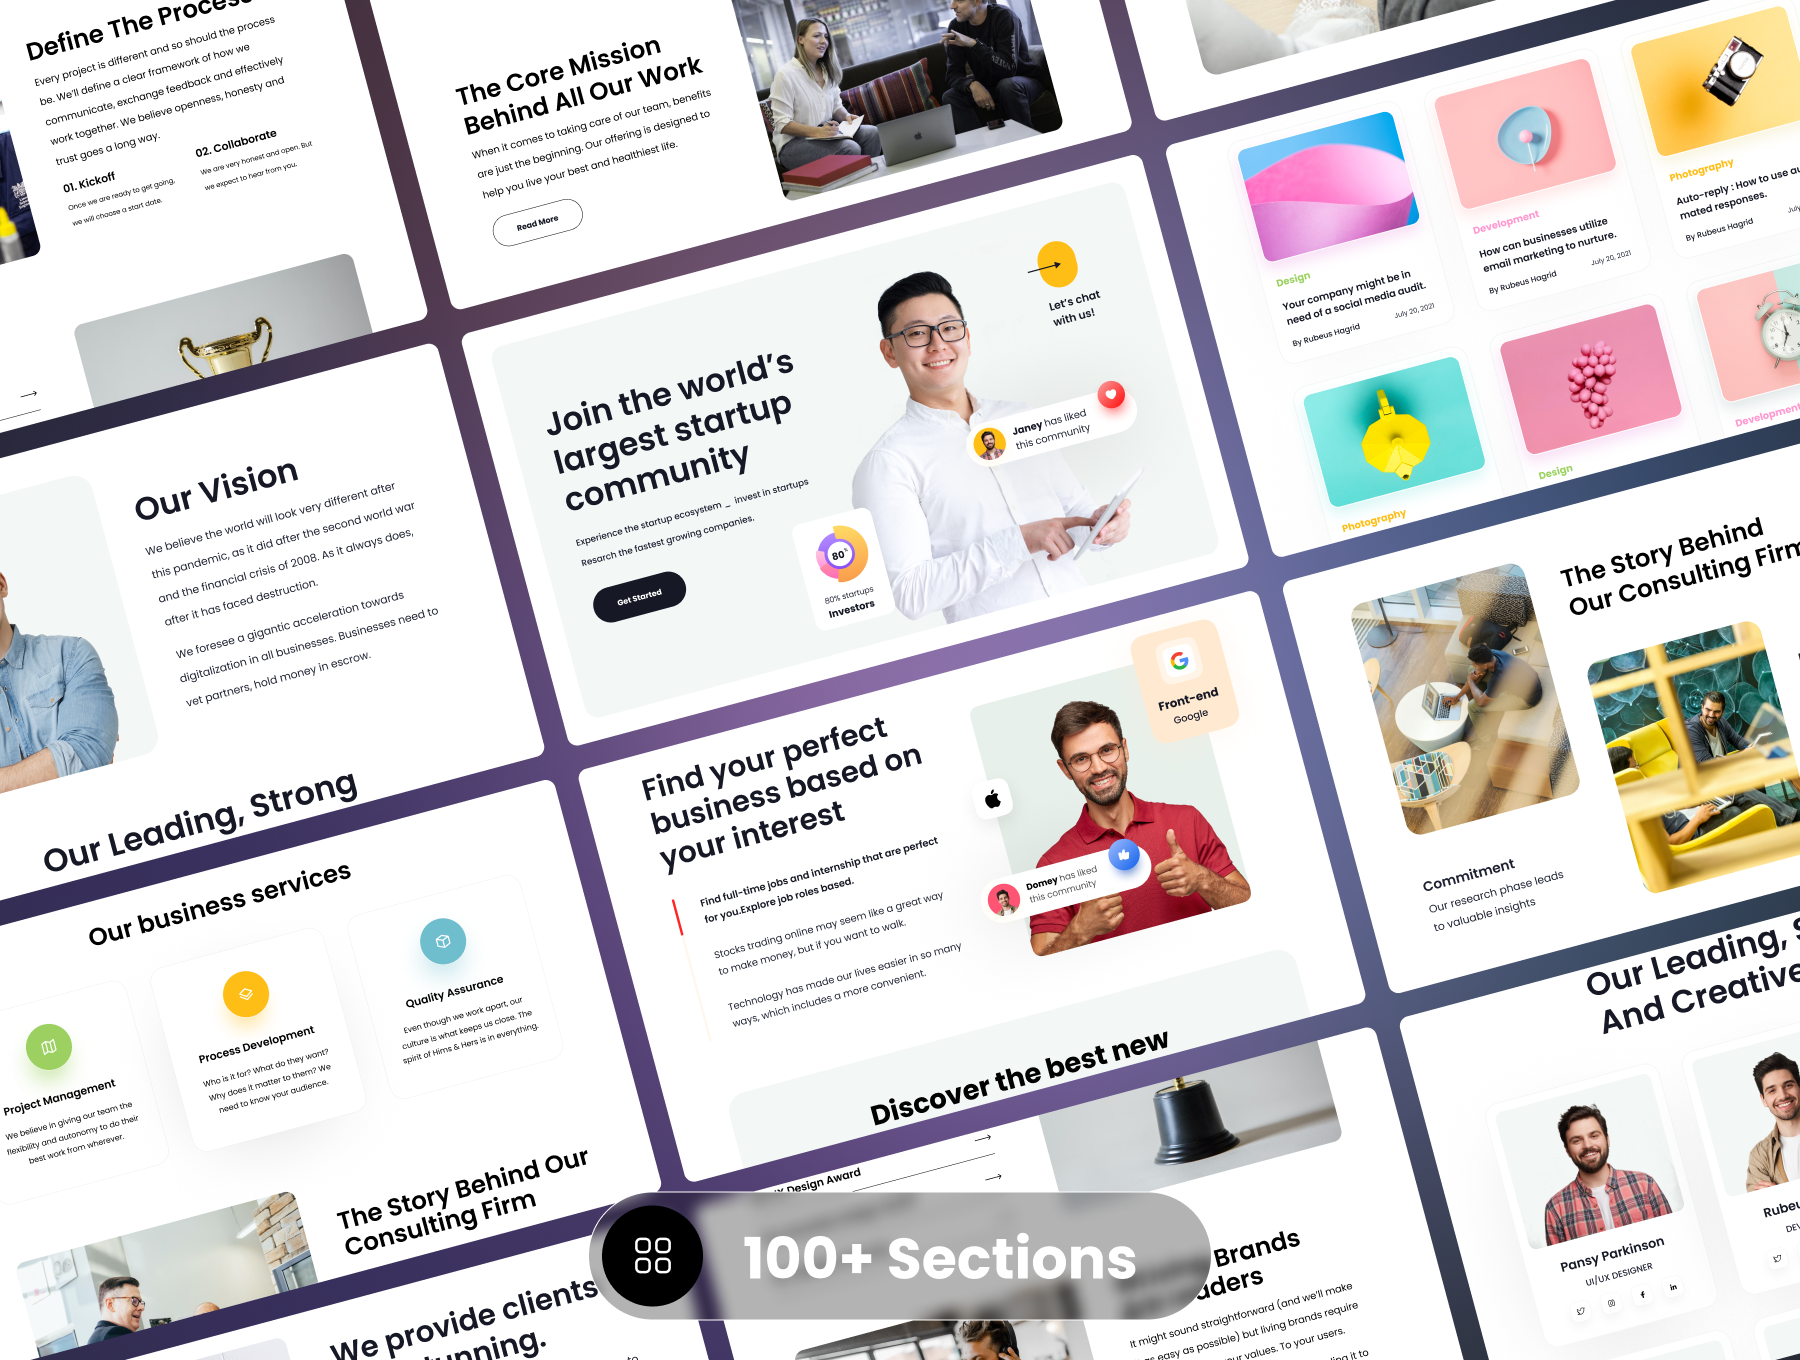 Define The Process
Every project is different and so should the process
be. We'll define a clear framework of how we
communicate, exchange feedback and effectively
work together. We believe openness, honesty and
trust goes a long way.
01. Kickoff
Once we are ready to get going,
we will choose a start date.
02. Collaborate
We are very honest and open. But
we expect to hear from you.
The Core Mission
Behind All Our Work
When it comes to taking care of our team, benefits
are just the beginning. Our offering is designed to
help you live your best and healthiest life.
Read More
Design
Your company might be in
need of a social media audit.
By Rubeus Hagrid
July 20, 2021
Development
How can businesses utilize
email marketing to nurture.
By Rubeus Hagrid
July 20, 2021
Photography
Auto-reply : How to use au
mated responses.
By Rubeus Hagrid
July
Photography
Design
Development
Our Vision
We believe the world will look very different after
this pandemic, as it did after the second world war
and the financial crisis of 2008. As it always does,
after it has faced destruction.
We foresee a gigantic acceleration towards
digitalization in all businesses. Businesses need to
vet partners, hold money in escrow.
Our Leading, Strong
Join the world's
largest startup
community
Experience the startup ecosystem _ invest in startups
Resarch the fastest growing companies.
Get Started
Let's chat
with us!
Janey has liked
this community
80%
80% startups
Investors
The Story Behind
Our Consulting Firm
Commitment
Our research phase leads
to valuable insights
Our business services
Project Management
We believe in giving our team the
flexibility and autonomy to do their
best work from wherever.
Process Development
Who is it for? What do they want?
Why does it matter to them? We
need to know your audience.
Quality Assurance
Even though we work apart, our
culture is what keeps us close. The
spirit of Hims & Hers is in everything.
The Story Behind Our
Consulting Firm
Find your perfect
business based on
your interest
Find full-time jobs and internship that are perfect
for you.Explore job roles based.
Stocks trading online may seem like a great way
to make money, but if you want to walk.
Technology has made our lives easier in so many
ways, which includes a more convenient.
Front-end
Google
Domey has liked
this community
Discover the best new
Our Leading, S
And Creative
Pansy Parkinson
UI/UX DESIGNER
Rubeu
DEV
X Design Award
100+ Sections
We provide clients
unning.
Brands
ders
It might sound straightforward (and we'll make
as easy as possible) but living brands require
ur values. To your users.
ding it to